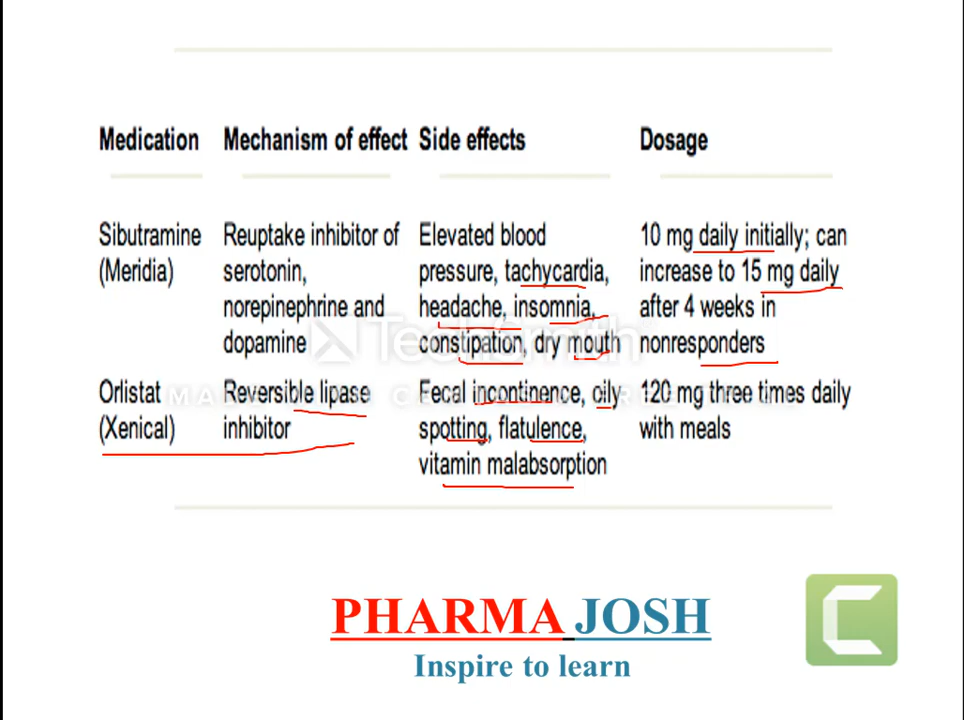 Medication Mechanism of effect Side effects Dosage
Sibutramine Reuptake inhibitor of Elevated blood 10 mg daily initially; can
(Meridia) serotonin, pressure, tachycardia, increase to 15 mg daily
norepinephrine and headache, insomnia, after 4 weeks in
dopamine constipation, dry mouth nonresponders
Orlistat Reversible lipase Fecal incontinence, oily 120 mg three times daily
(Xenical) inhibitor spotting, flatulence, with meals
vitamin malabsorption
TechSmith
PHARMA JOSH
Inspire to learn